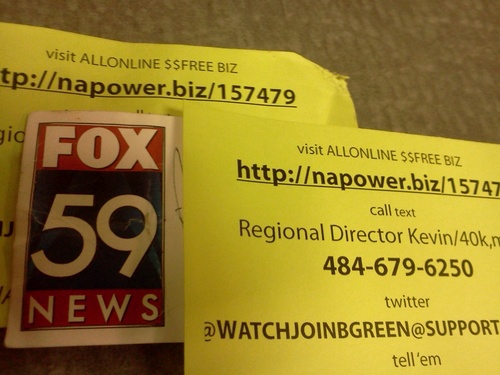 visit ALLONLINE $$FREE BIZ
tp://napower.biz/157479
FOX
59
NEWS
visit ALLONLINE $$FREE BIZ
http://napower.biz/15747
call text
Regional Director Kevin/40k,
484-679-6250
twitter
@WATCHJOINBGREEN@SUPPORT
tell 'em